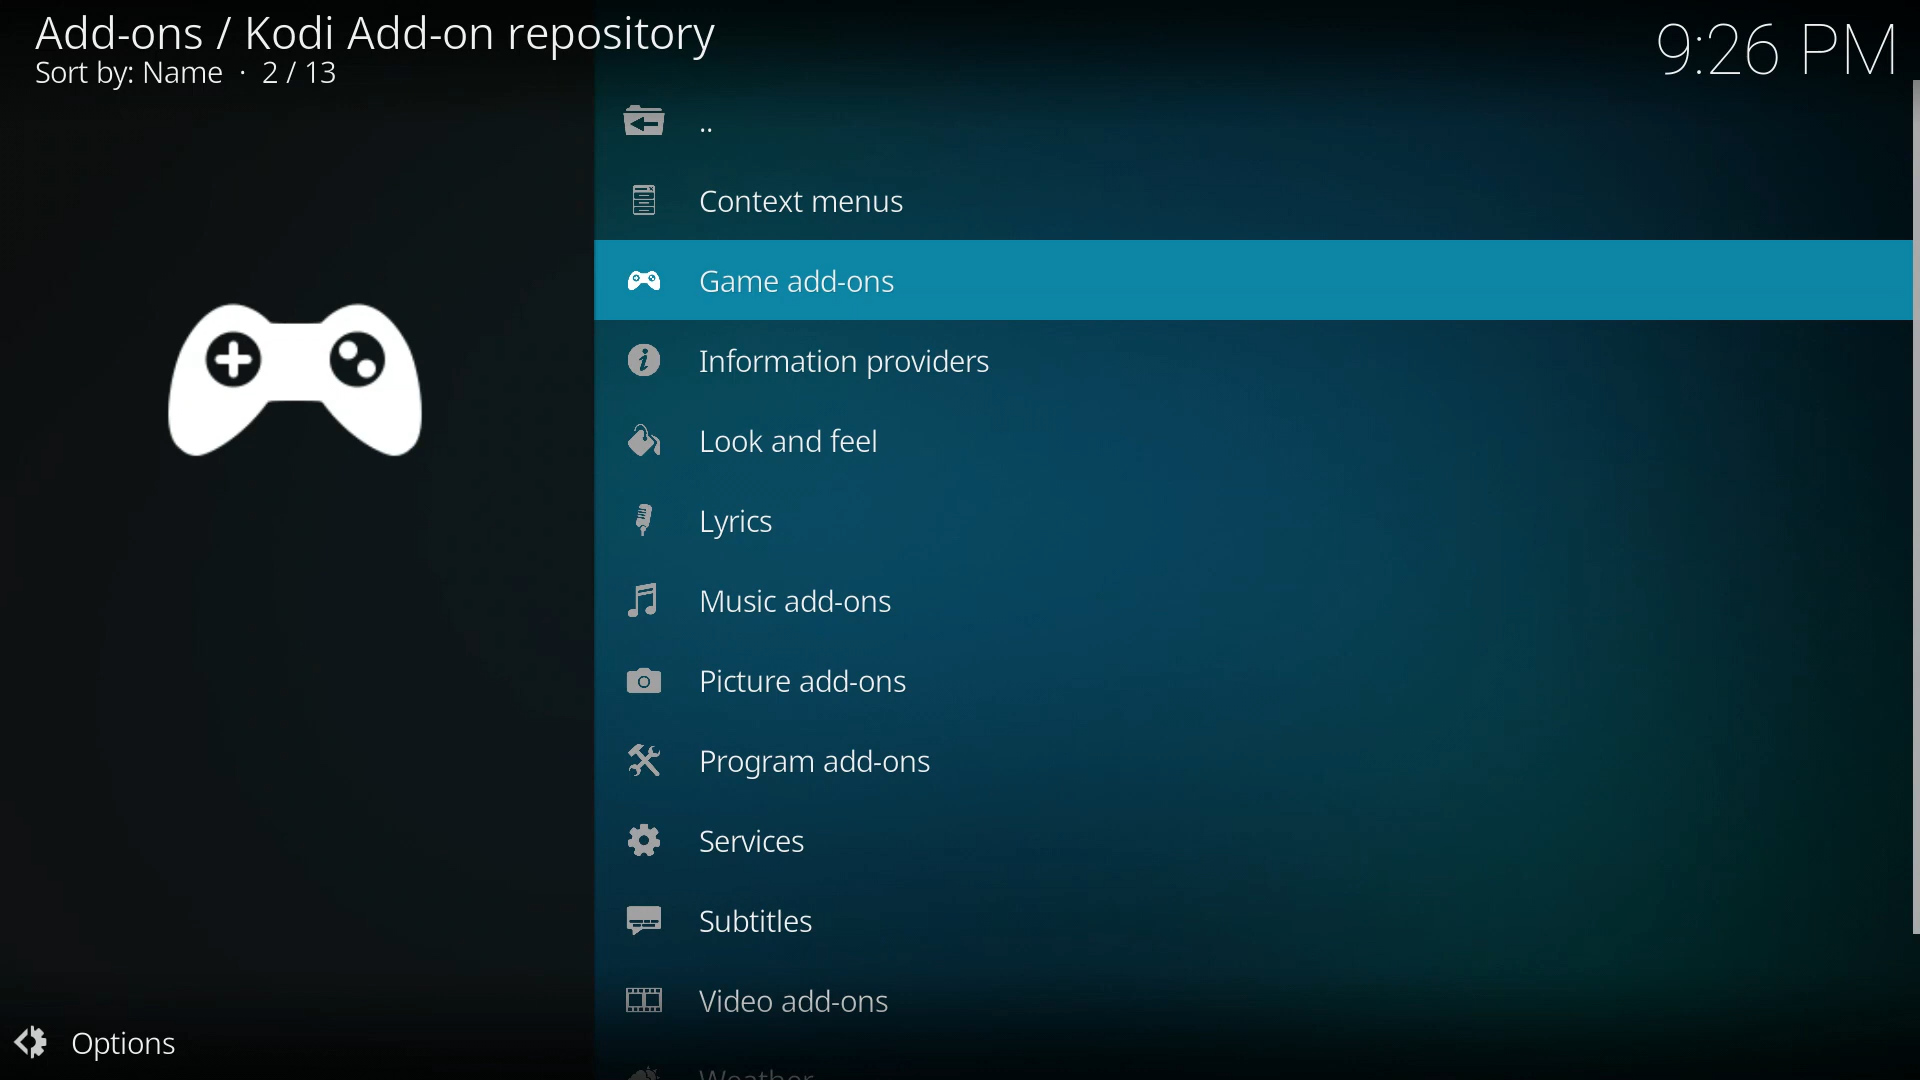 Add-ons / Kodi Add-on repository
Sort by: Name · 2 / 13
9:26 PM
..
Context menus
Game add-ons
Information providers
Look and feel
Lyrics
Music add-ons
Picture add-ons
Program add-ons
Services
Subtitles
Video add-ons
Weather
Options